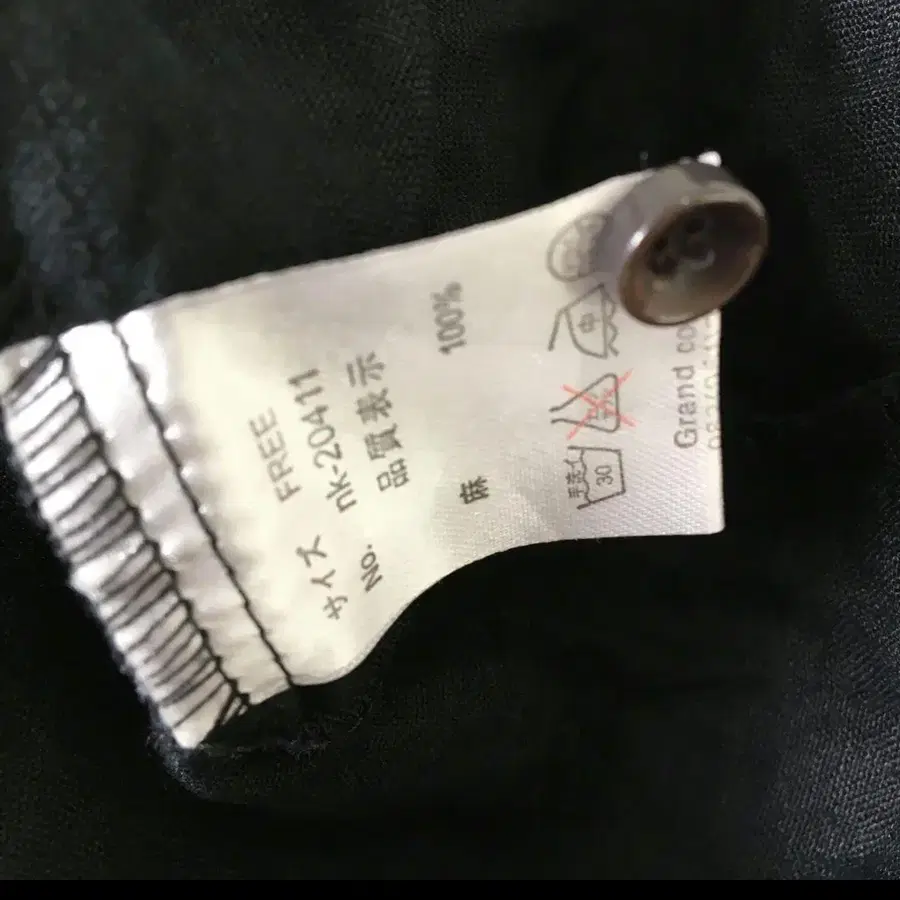 サイズ FREE
No. nk-20411
品質表示
麻 100%
手洗イ 30
中
Grand